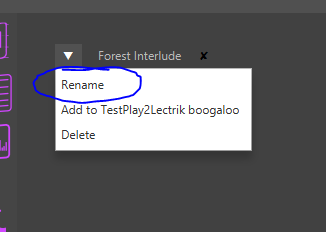 ▼ Forest Interlude ✘
Rename
Add to TestPlay2Lectrik boogaloo
Delete